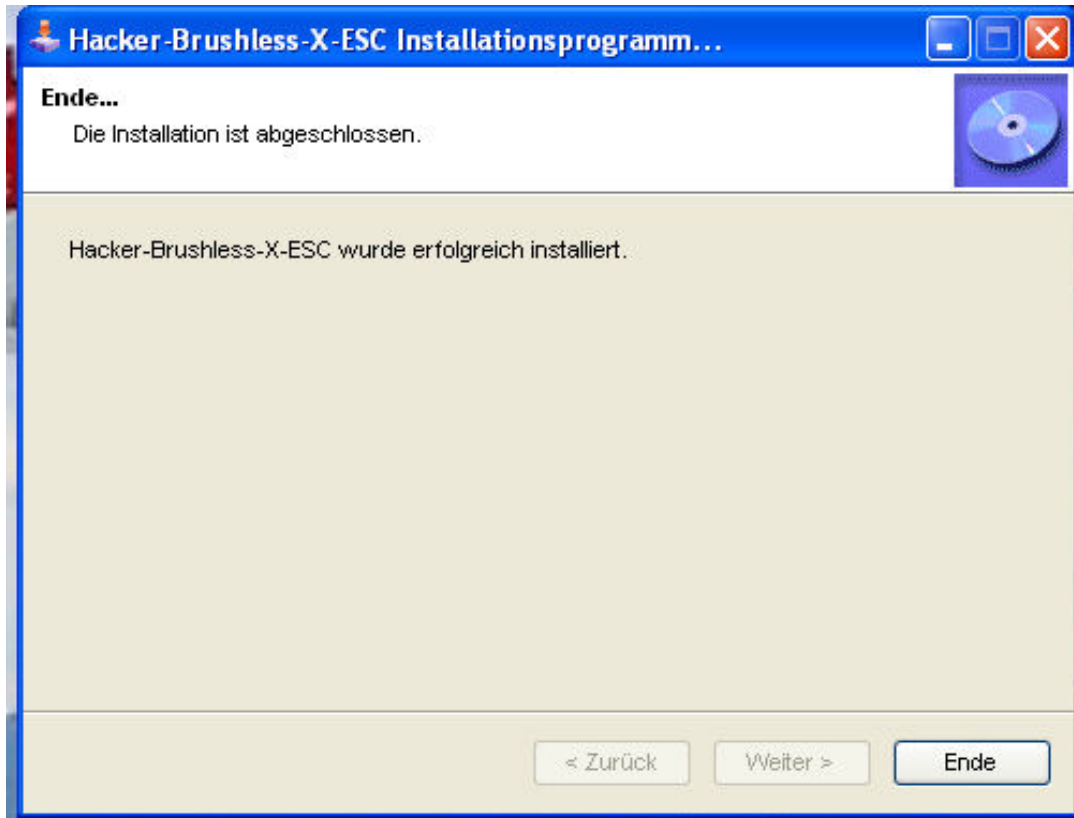 Hacker-Brushless-X-ESC Installationsprogramm...
Ende...
Die Installation ist abgeschlossen.
Hacker-Brushless-X-ESC wurde erfolgreich installiert.
< Zurück Weiter > Ende